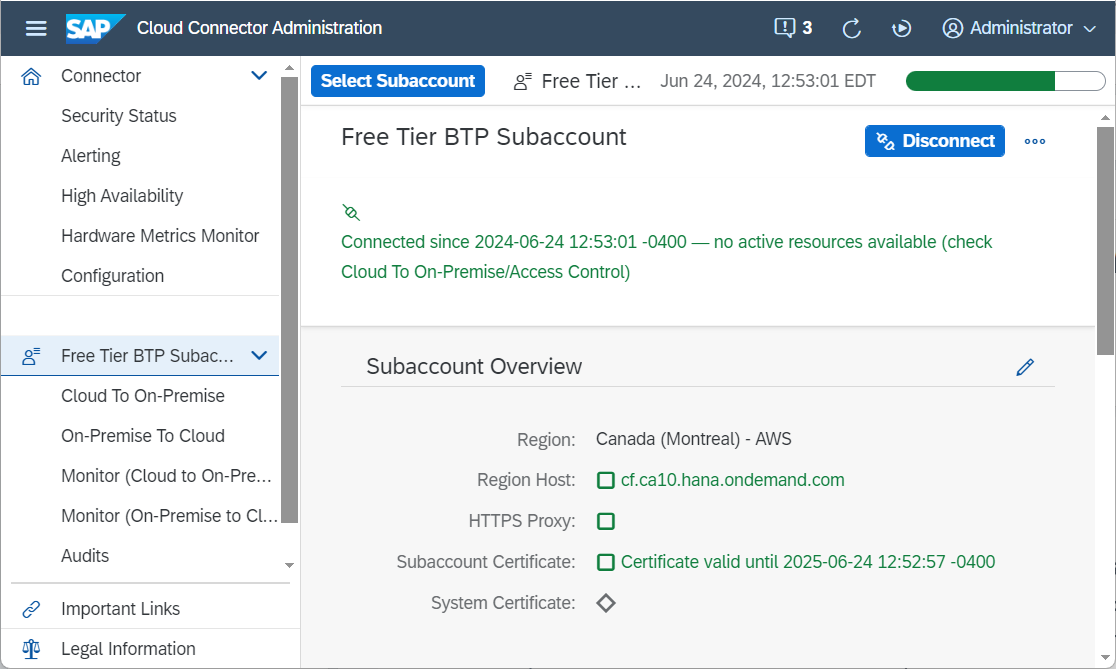 SAP Cloud Connector Administration
3
Administrator
Connector
Security Status
Alerting
High Availability
Hardware Metrics Monitor
Configuration
Free Tier BTP Subac...
Cloud To On-Premise
On-Premise To Cloud
Monitor (Cloud to On-Pre...
Monitor (On-Premise to Cl...
Audits
Important Links
Legal Information
Select Subaccount
Free Tier ...
Jun 24, 2024, 12:53:01 EDT
Free Tier BTP Subaccount
Disconnect
Connected since 2024-06-24 12:53:01 -0400 — no active resources available (check
Cloud To On-Premise/Access Control)
Subaccount Overview
Region: Canada (Montreal) - AWS
Region Host: cf.ca10.hana.ondemand.com
HTTPS Proxy:
Subaccount Certificate: Certificate valid until 2025-06-24 12:52:57 -0400
System Certificate: